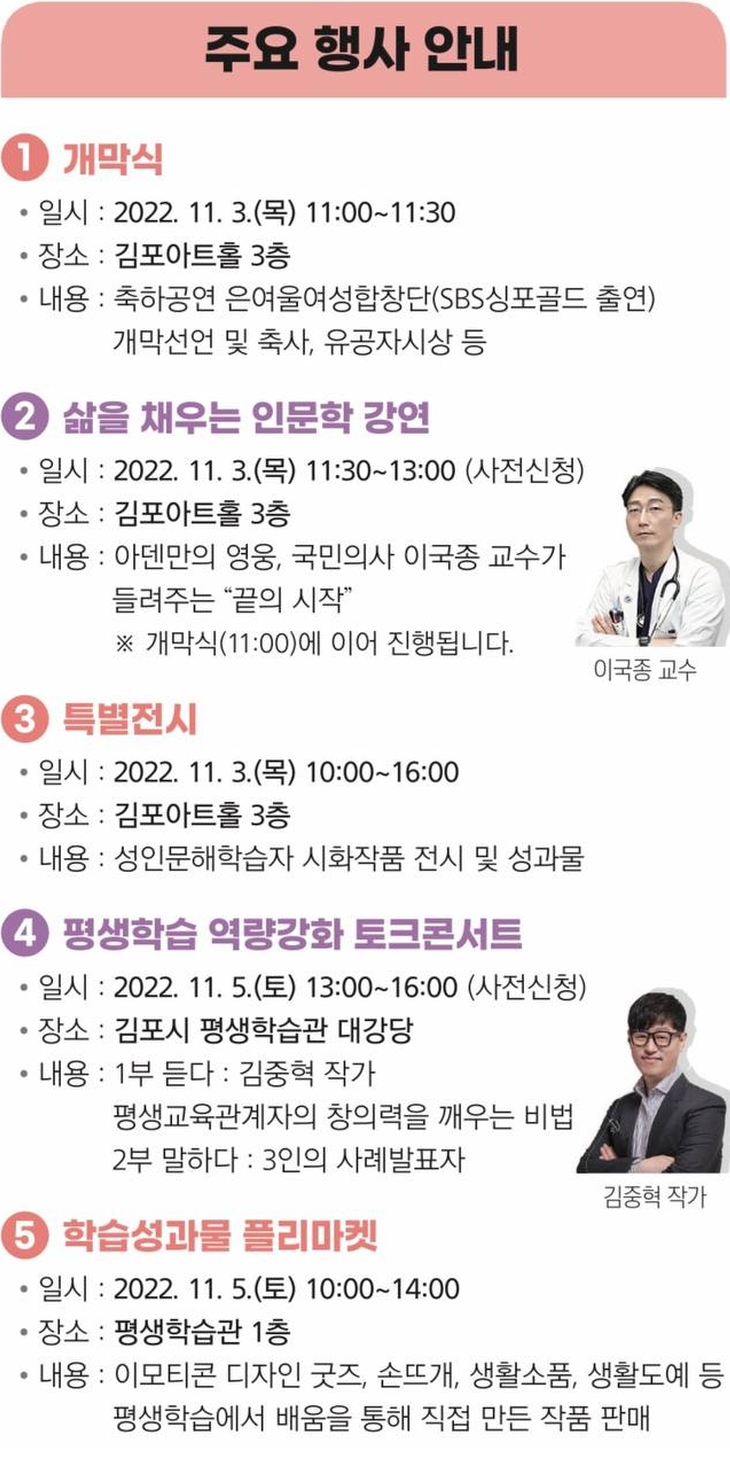 주요 행사 안내
1 개막식
• 일시 : 2022. 11. 3.(목) 11:00~11:30
• 장소 : 김포아트홀 3층
• 내용 : 축하공연 은여울여성합창단(SBS싱포골드 출연)
개막선언 및 축사, 유공자시상 등
2 삶을 채우는 인문학 강연
• 일시 : 2022. 11. 3.(목) 11:30~13:00 (사전신청)
• 장소 : 김포아트홀 3층
• 내용 : 아덴만의 영웅, 국민의사 이국종 교수가
들려주는 “끝의 시작”
※ 개막식(11:00)에 이어 진행됩니다.
이국종 교수
3 특별전시
• 일시 : 2022. 11. 3.(목) 10:00~16:00
• 장소 : 김포아트홀 3층
• 내용 : 성인문해학습자 시화작품 전시 및 성과물
4 평생학습 역량강화 토크콘서트
• 일시 : 2022. 11. 5.(토) 13:00~16:00 (사전신청)
• 장소 : 김포시 평생학습관 대강당
• 내용 : 1부 듣다 : 김중혁 작가
평생교육관계자의 창의력을 깨우는 비법
2부 말하다 : 3인의 사례발표자
김중혁 작가
5 학습성과물 플리마켓
• 일시 : 2022. 11. 5.(토) 10:00~14:00
• 장소 : 평생학습관 1층
• 내용 : 이모티콘 디자인 굿즈, 손뜨개, 생활소품, 생활도예 등
평생학습에서 배움을 통해 직접 만든 작품 판매